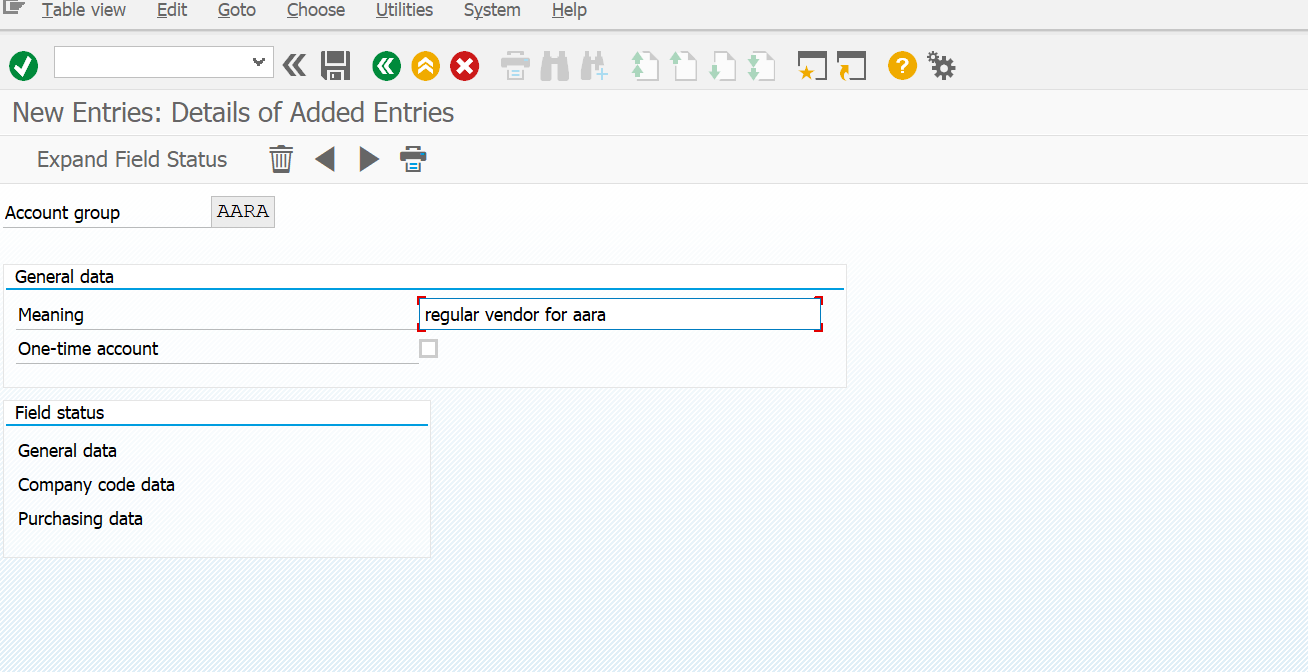 Table view Edit Goto Choose Utilities System Help
New Entries: Details of Added Entries
Expand Field Status
Account group AARA
General data
Meaning regular vendor for aara
One-time account
Field status
General data
Company code data
Purchasing data